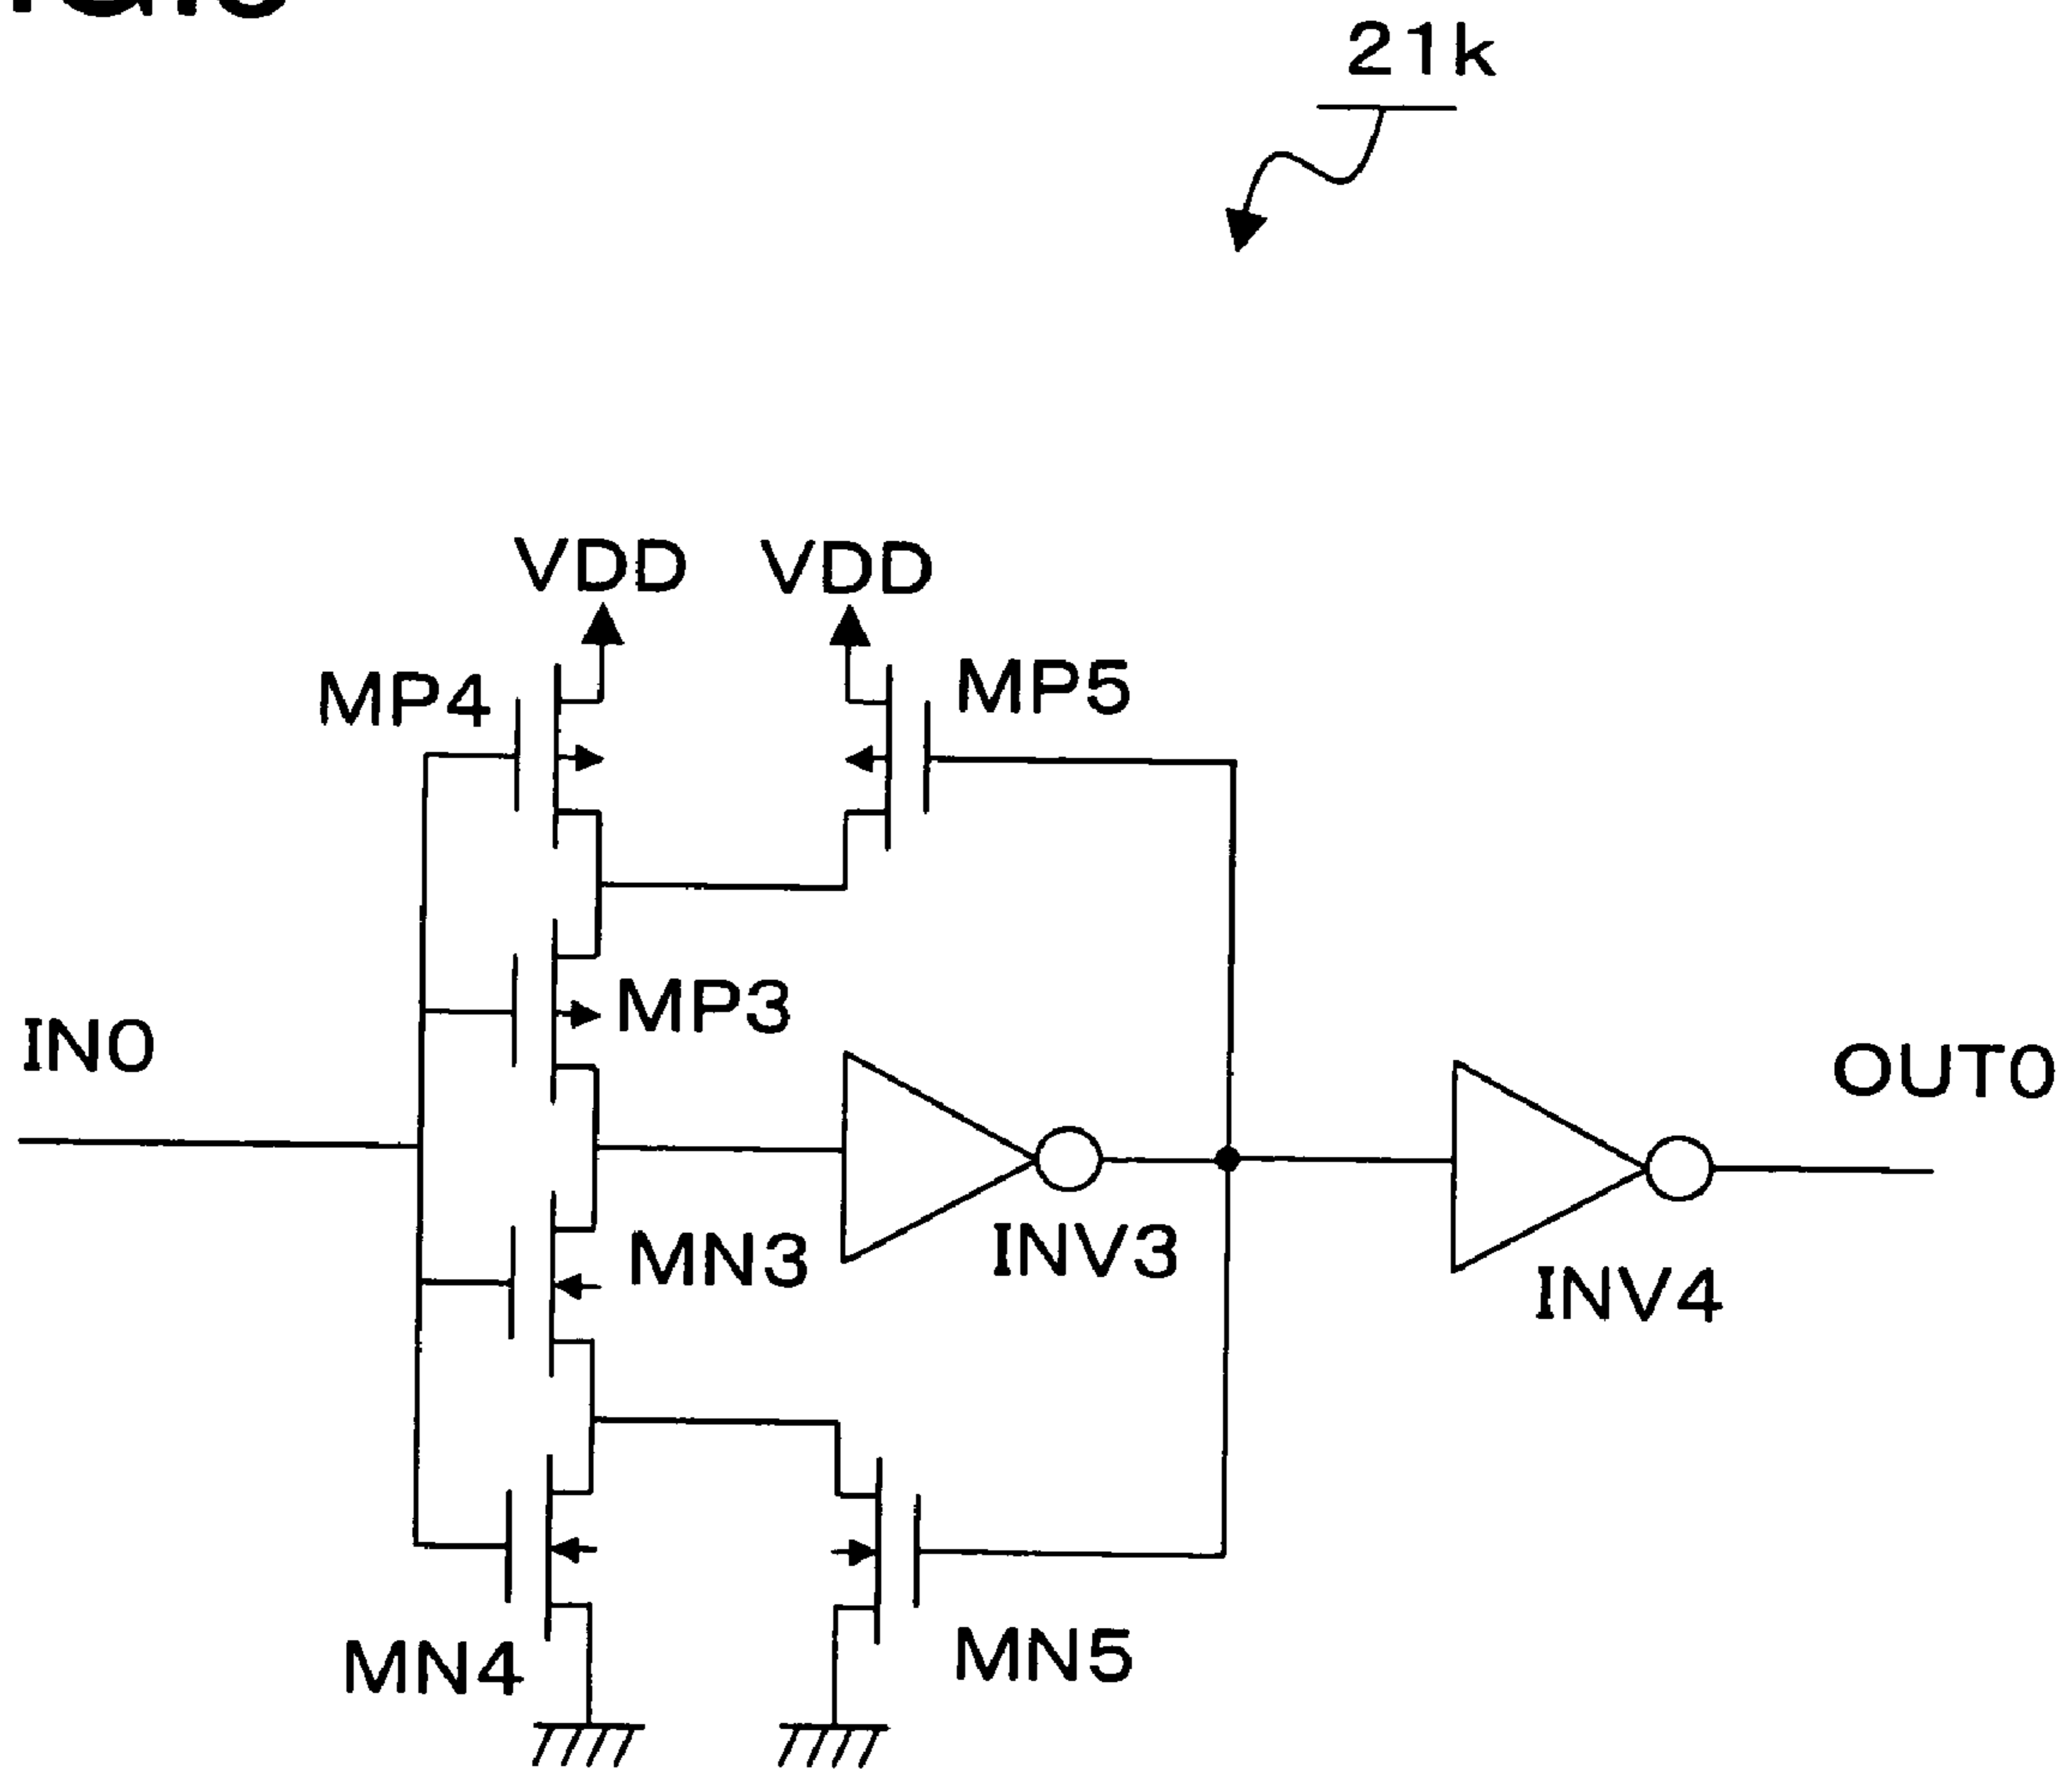 21k
VDD VDD
MP4 MP5
MP3
IN0 OUT0
MN3 INV3
INV4
MN4 MN5